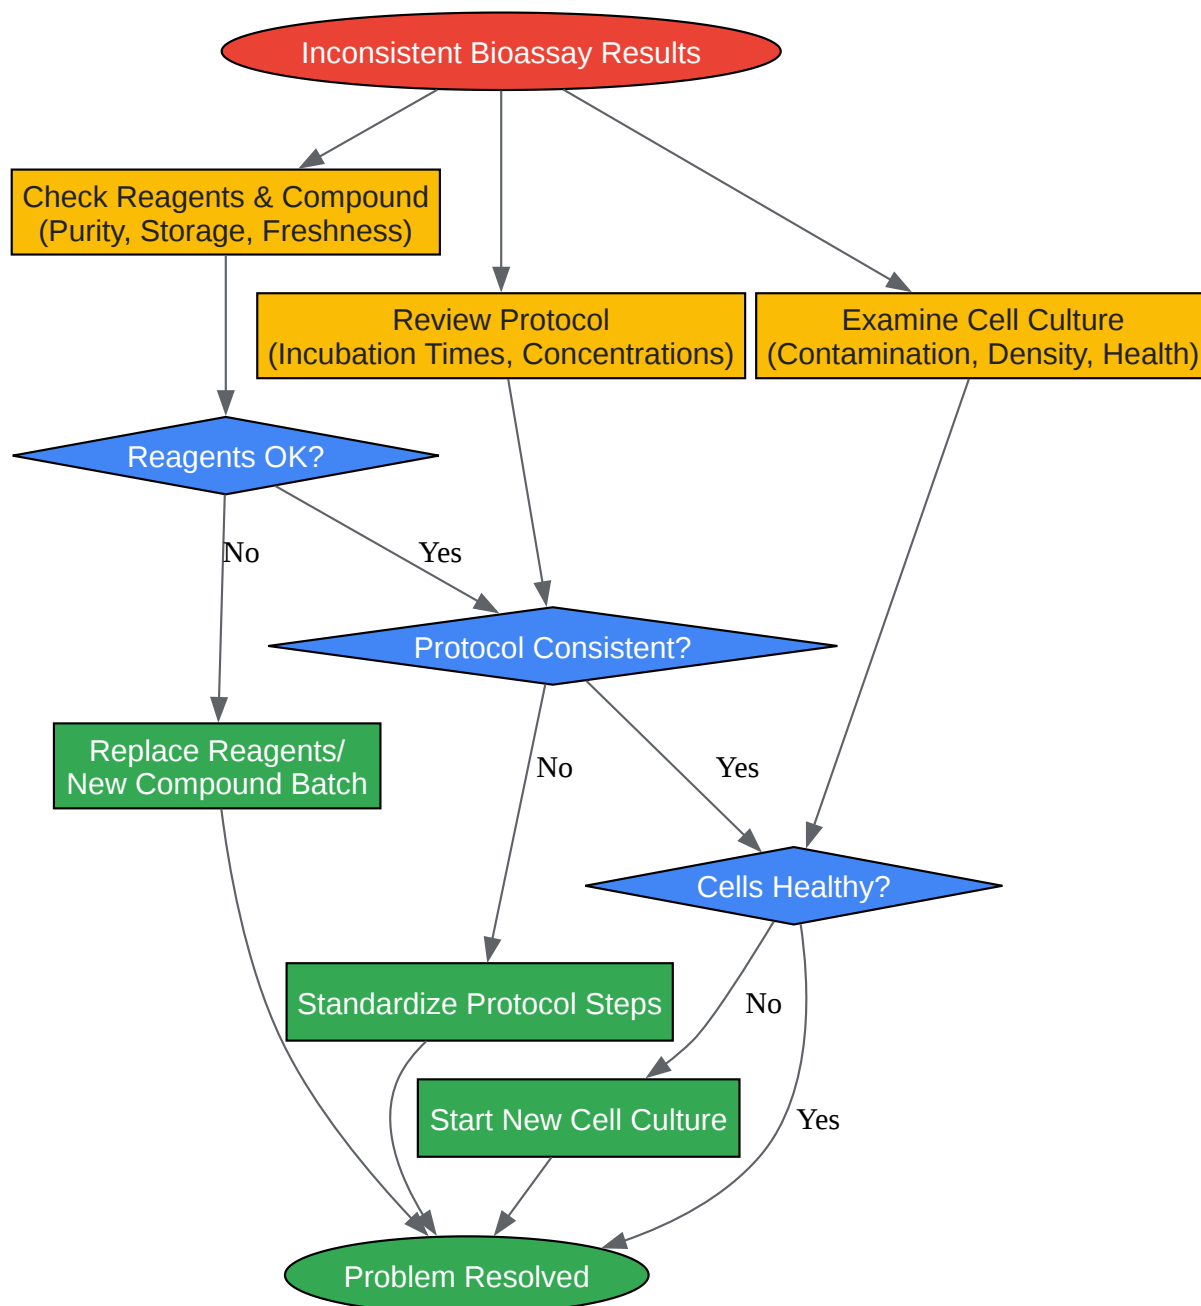 Inconsistent Bioassay Results
Check Reagents & Compound
(Purity, Storage, Freshness)
Review Protocol
(Incubation Times, Concentrations)
Examine Cell Culture
(Contamination, Density, Health)
Reagents OK?
No
Yes
Protocol Consistent?
Replace Reagents/
New Compound Batch
No
Yes
Cells Healthy?
Standardize Protocol Steps
No
Start New Cell Culture
Yes
Problem Resolved